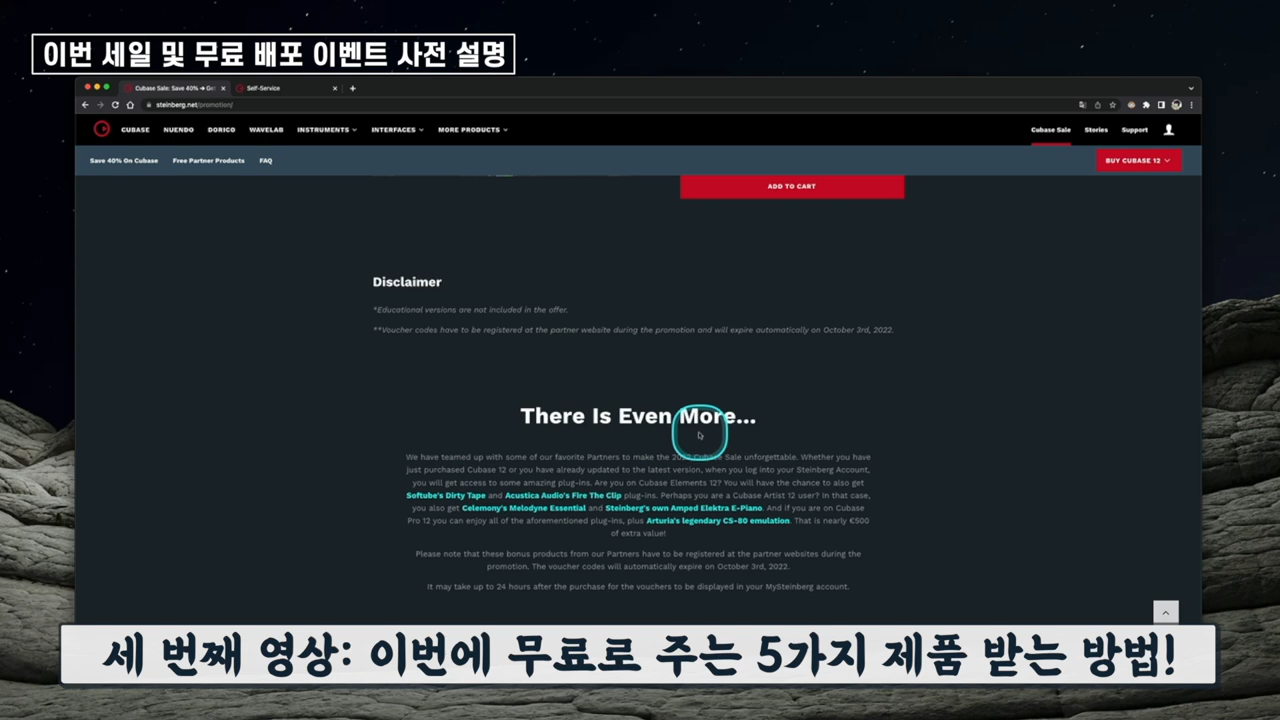 이번 세일 및 무료 배포 이벤트 사전 설명
Cubase Sale: Save 40% ➔ Get
Self-Service
steinberg.net/promotion/
CUBASE NUENDO DORICO WAVELAB INSTRUMENTS INTERFACES MORE PRODUCTS Cubase Sale Stories Support
Save 40% On Cubase Free Partner Products FAQ BUY CUBASE 12
ADD TO CART
Disclaimer
*Educational versions are not included in the offer.
**Voucher codes have to be registered at the partner website during the promotion and will expire automatically on October 3rd, 2022.
There Is Even More...
We have teamed up with some of our favorite Partners to make the 2022 Cubase Sale unforgettable. Whether you have
just purchased Cubase 12 or you have already updated to the latest version, when you log into your Steinberg Account,
you will get access to some amazing plug-ins. Are you on Cubase Elements 12? You will have the chance to also get
Softube's Dirty Tape and Acustica Audio's Fire The Clip plug-ins. Perhaps you are a Cubase Artist 12 user? In that case,
you also get Celemony's Melodyne Essential and Steinberg's own Amped Elektra E-Piano. And if you are on Cubase
Pro 12 you can enjoy all of the aforementioned plug-ins, plus Arturia's legendary CS-80 emulation. That is nearly €500
of extra value!
Please note that these bonus products from our Partners have to be registered at the partner websites during the
promotion. The voucher codes will automatically expire on October 3rd, 2022.
It may take up to 24 hours after the purchase for the vouchers to be displayed in your MySteinberg account.
세 번째 영상: 이번에 무료로 주는 5가지 제품 받는 방법!